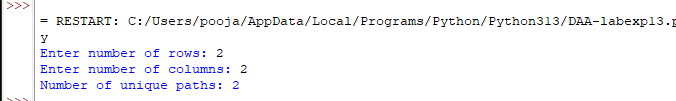 >>>
= RESTART: C:/Users/pooja/AppData/Local/Programs/Python/Python313/DAA-labexp13.p
y
Enter number of rows: 2
Enter number of columns: 2
Number of unique paths: 2
>>>